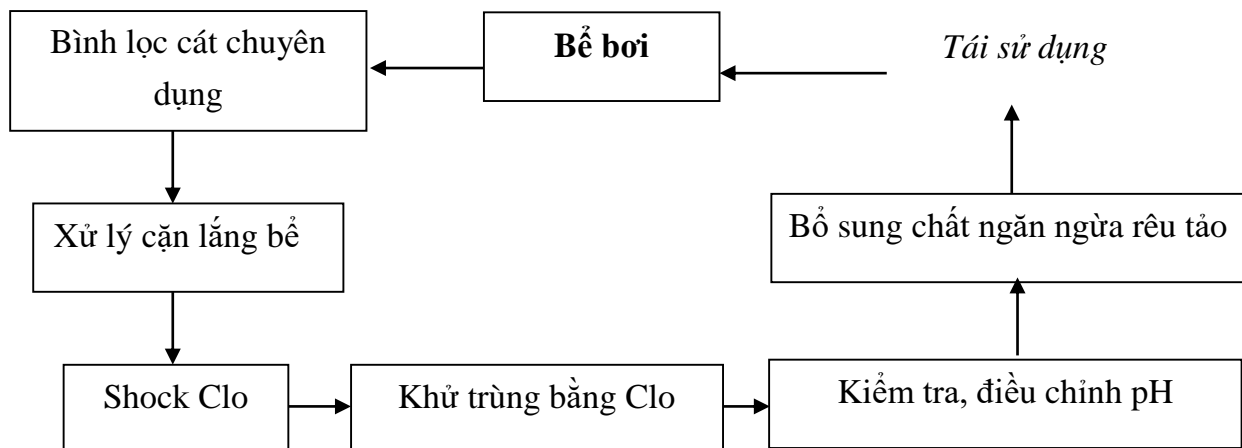 Bình lọc cát chuyên
dụng
Bể bơi
Tái sử dụng
Xử lý cặn lắng bể
Bổ sung chất ngăn ngừa rêu tảo
Shock Clo
Khử trùng bằng Clo
Kiểm tra, điều chỉnh pH